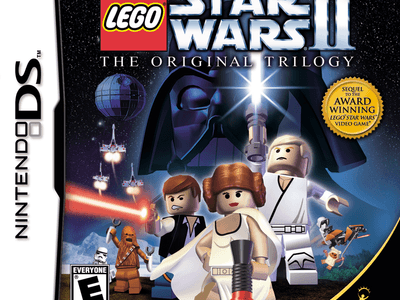 NINTENDO DS™
LEGO
STAR
WARS II
THE ORIGINAL TRILOGY
SEQUEL
TO THE
AWARD
WINNING
LEGO STAR WARS
VIDEO GAME
EVERYONE
E